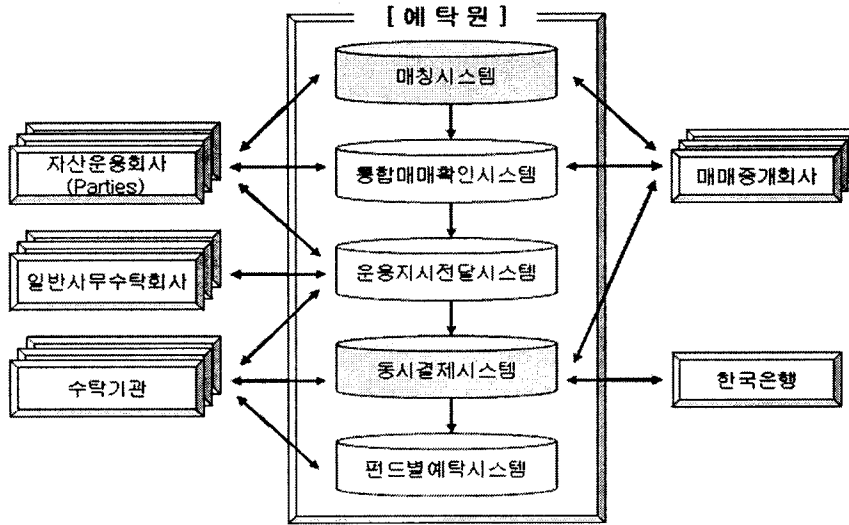 [ 예 탁 원 ]
매칭시스템
자산운용회사
(Parties)
통합매매확인시스템
매매중개회사
일반사무수탁회사
운용지시전달시스템
수탁기관
동시결제시스템
한국은행
펀드별예탁시스템